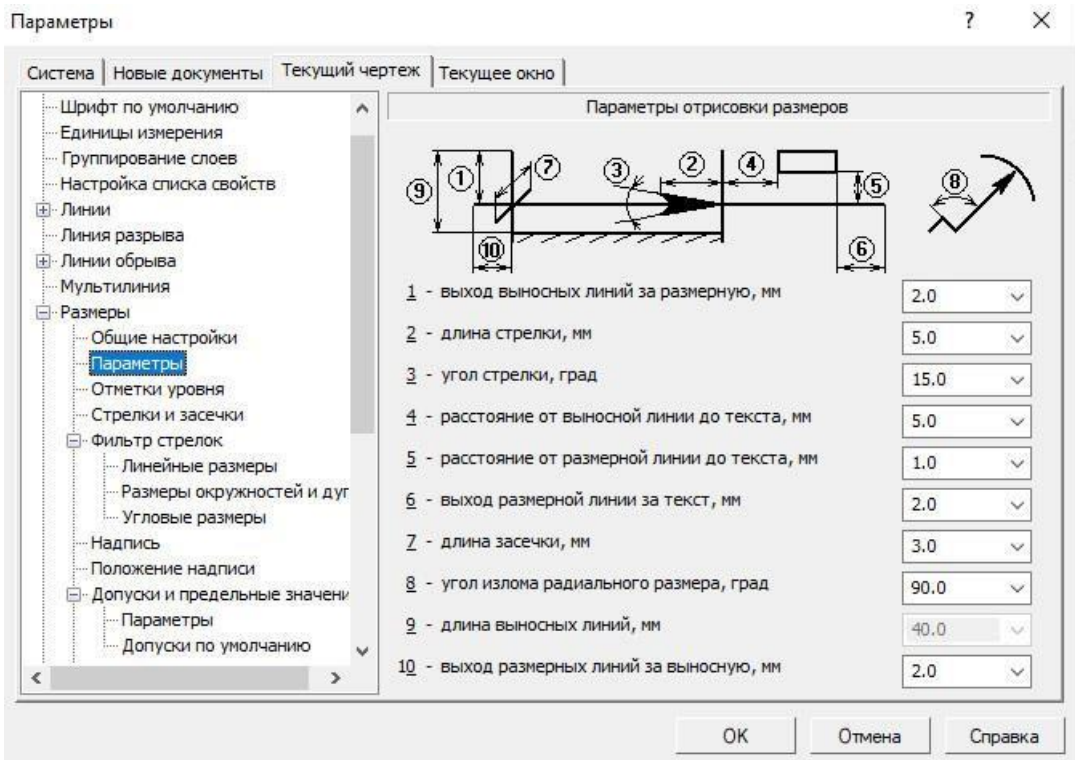 Параметры
?
Система Новые документы Текущий чертеж Текущее окно
Шрифт по умолчанию
Единицы измерения
Группирование слоев
Настройка списка свойств
Линии
Линия разрыва
Линии обрыва
Мультилиния
Размеры
Общие настройки
Параметры
Отметки уровня
Стрелки и засечки
Фильтр стрелок
Линейные размеры
Размеры окружностей и дуг
Угловые размеры
Надпись
Положение надписи
Допуски и предельные значени
Параметры
Допуски по умолчанию
Параметры отрисовки размеров
9 1 7 3 2 4 5 8
10 6
1 - выход выносных линий за размерную, мм 2.0
2 - длина стрелки, мм 5.0
3 - угол стрелки, град 15.0
4 - расстояние от выносной линии до текста, мм 5.0
5 - расстояние от размерной линии до текста, мм 1.0
6 - выход размерной линии за текст, мм 2.0
7 - длина засечки, мм 3.0
8 - угол излома радиального размера, град 90.0
9 - длина выносных линий, мм 40.0
10 - выход размерных линий за выносную, мм 2.0
OK Отмена Справка